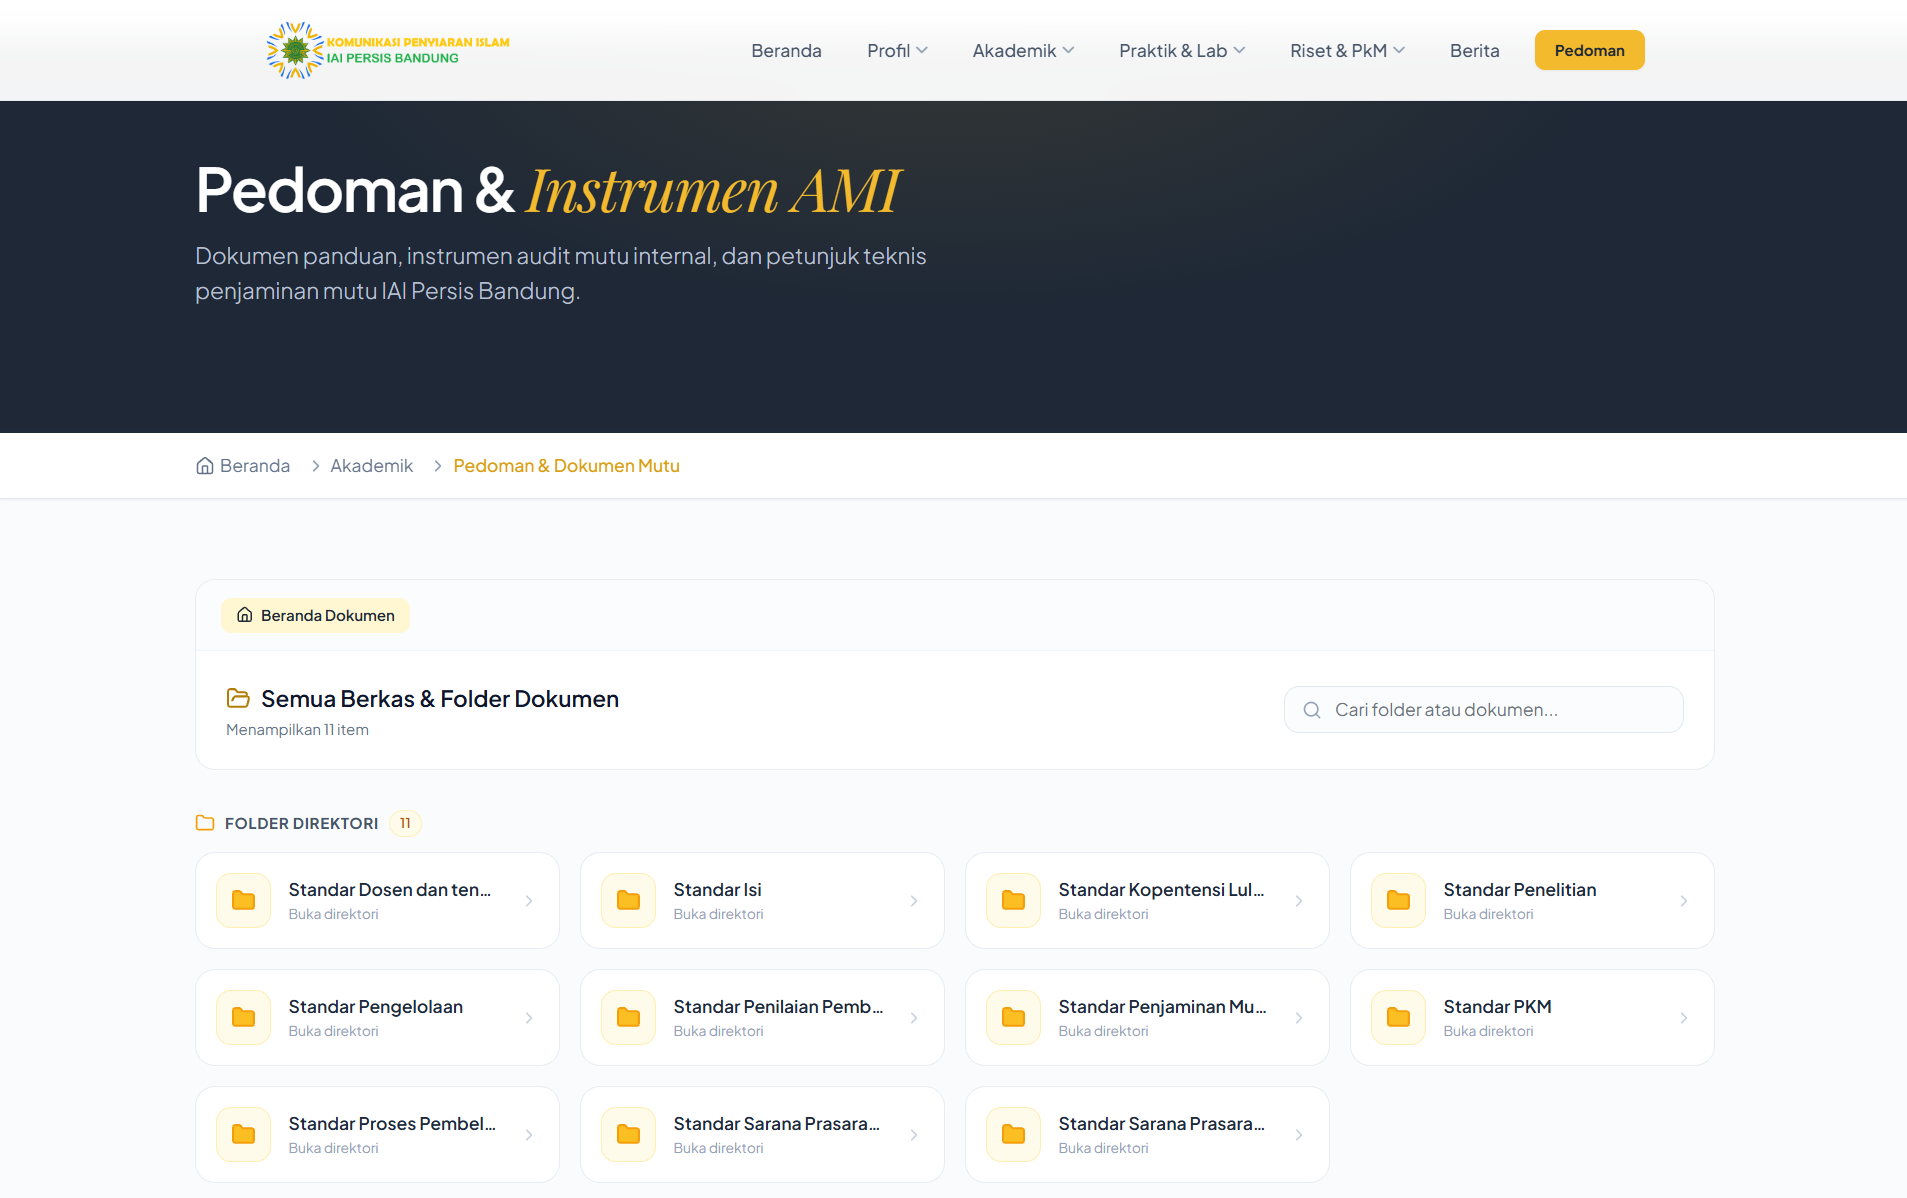 KOMUNIKASI PENYIARAN ISLAM
IAI PERSIS BANDUNG
Beranda
Profil
Akademik
Praktik & Lab
Riset & PkM
Berita
Pedoman
Pedoman & Instrumen AMI
Dokumen panduan, instrumen audit mutu internal, dan petunjuk teknis
penjaminan mutu IAI Persis Bandung.
Beranda
Akademik
Pedoman & Dokumen Mutu
Beranda Dokumen
Semua Berkas & Folder Dokumen
Menampilkan 11 item
Cari folder atau dokumen...
FOLDER DIREKTORI 11
Standar Dosen dan ten...
Buka direktori
Standar Isi
Buka direktori
Standar Kopentensi Lul...
Buka direktori
Standar Penelitian
Buka direktori
Standar Pengelolaan
Buka direktori
Standar Penilaian Pemb...
Buka direktori
Standar Penjaminan Mu...
Buka direktori
Standar PKM
Buka direktori
Standar Proses Pembel...
Buka direktori
Standar Sarana Prasara...
Buka direktori
Standar Sarana Prasara...
Buka direktori